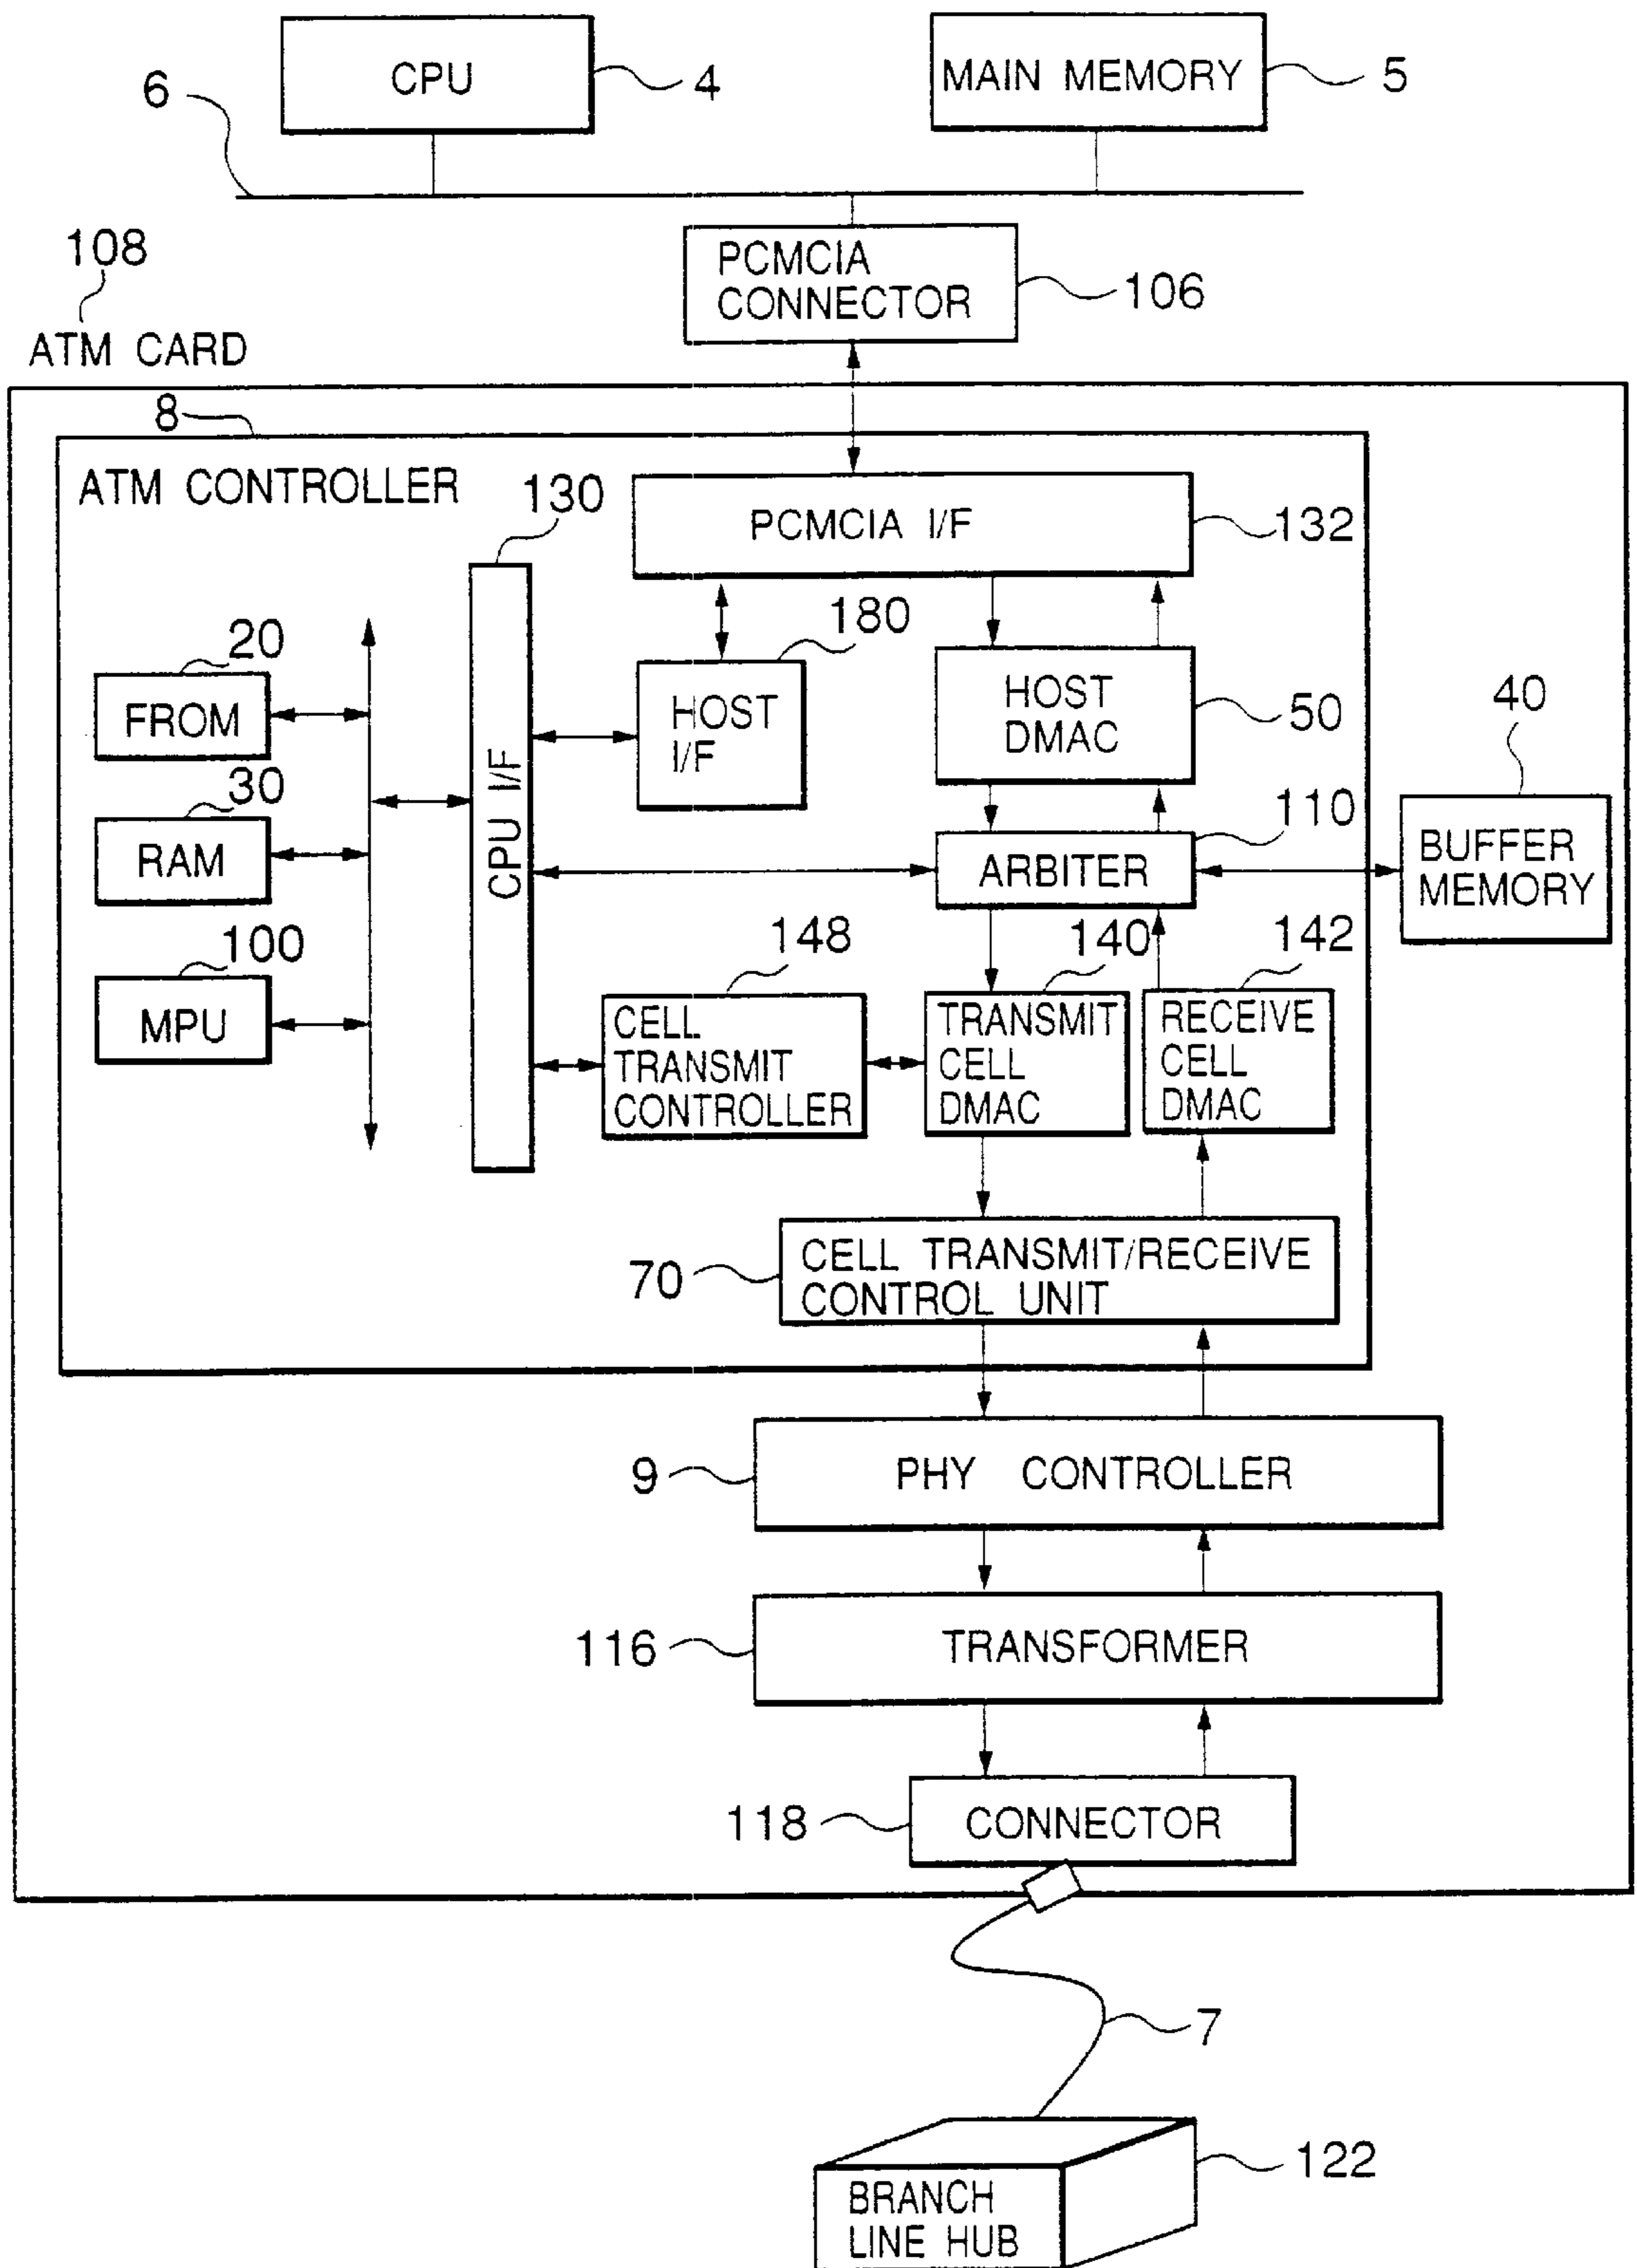 CPU
4
MAIN MEMORY
5
6
108
PCMCIA
CONNECTOR
106
ATM CARD
8
ATM CONTROLLER
130
PCMCIA I/F
132
20
FROM
180
HOST
I/F
HOST
DMAC
50
40
30
RAM
CPU I/F
110
ARBITER
BUFFER
MEMORY
100
MPU
148
CELL
TRANSMIT
CONTROLLER
140
TRANSMIT
CELL
DMAC
142
RECEIVE
CELL
DMAC
70
CELL TRANSMIT/RECEIVE
CONTROL UNIT
9
PHY CONTROLLER
116
TRANSFORMER
118
CONNECTOR
7
122
BRANCH
LINE HUB